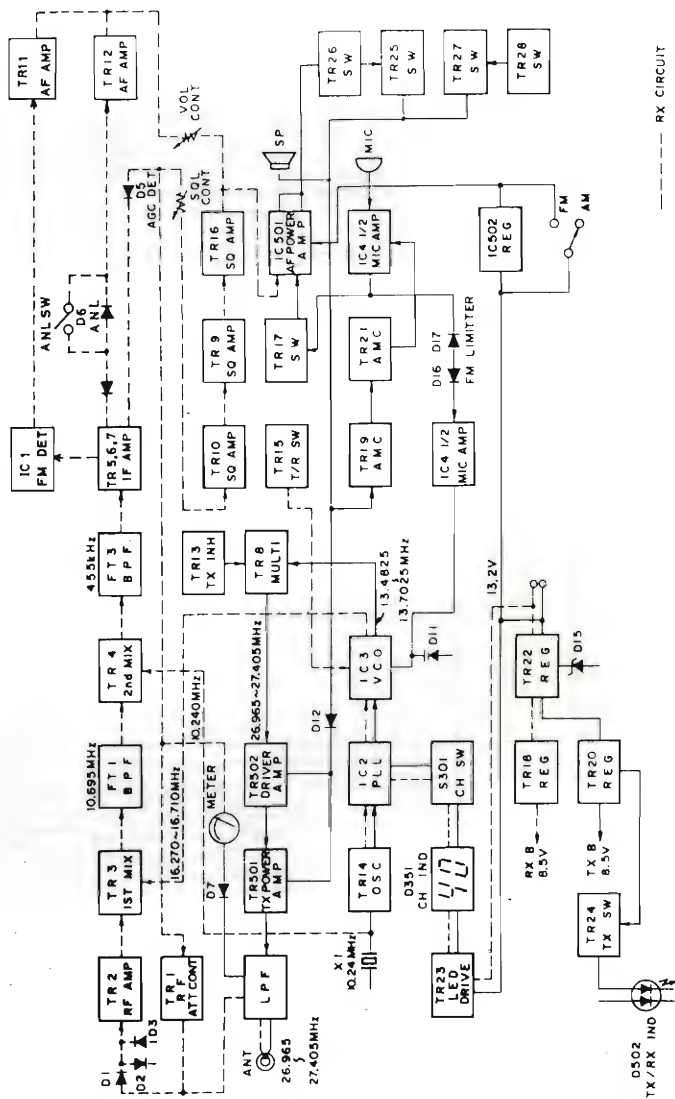 TR11
AF AMP
TR12
AF AMP
VOL
CONT
TR26
SW
TR25
SW
TR27
SW
TR28
SW
ANL SW
D6
ANL
D5
AGC DET
SQL
CONT
SP
MIC
IC1
FM DET
TR5,6,7
IF AMP
TR10
SQ AMP
TR9
SQ AMP
TR16
SQ AMP
IC501
AF POWER
AMP
TR17
SW
IC4 1/2
MIC AMP
IC502
REG
FM
AM
RX CIRCUIT
455kHz
FT3
B.P.F.
TR15
T/R SW
TR19
AMC
TR21
AMC
D16
D17
FM LIMITTER
IC4 1/2
MIC AMP
TR4
2nd MIX
10.240MHz
TR13
TX INH
TR8
MULTI
13.4825
∫
13.7025MHz
13.2V
10.695MHz
FT1
B.P.F.
16.270~16.710MHz
26.965~27.405MHz
D12
IC3
VCO
D11
TR22
REG
D15
TR3
1ST MIX
METER
D7
TR502
DRIVER
AMP
TR501
TX POWER
AMP
IC2
PLL
S301
CH SW
TR18
REG
TR20
REG
RX B
8.5V
TX B
8.5V
TR2
RF AMP
TR1
RF
ATT CONT
D1
D2
D3
LPF
ANT
26.965
∫
27.405MHz
X1
10.24MHz
TR14
OSC
D351
CH IND
TR23
LED
DRIVE
TR24
TX SW
D502
TX/RX IND